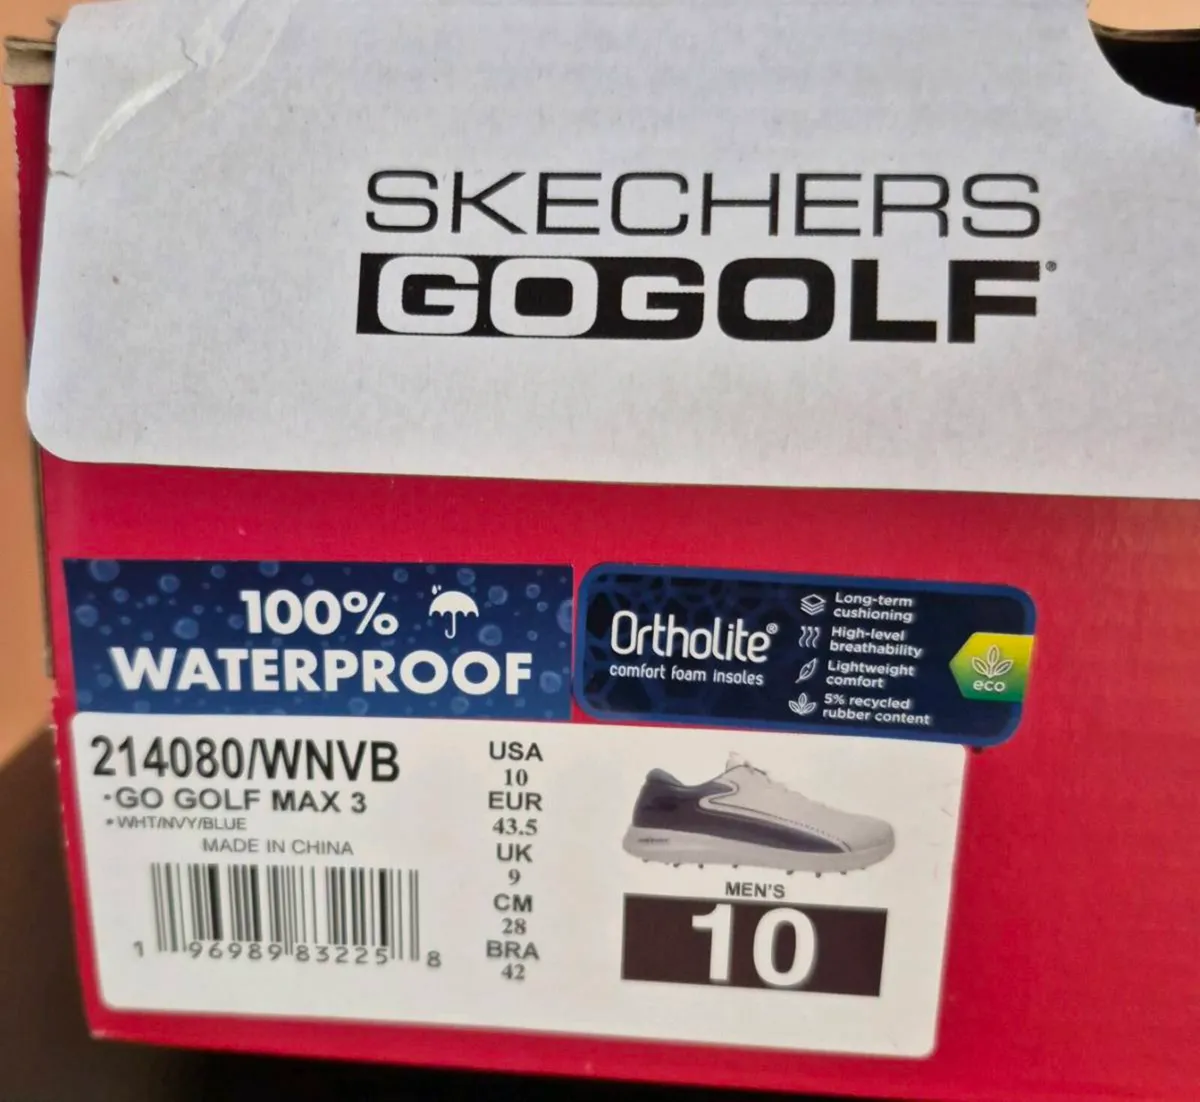 SKECHERS
GOGOLF®
100%
WATERPROOF
Ortholite®
comfort foam insoles
Long-term
cushioning
High-level
breathability
Lightweight
comfort
5% recycled
rubber content
eco
214080/WNVB
•GO GOLF MAX 3
•WHT/NVY/BLUE
MADE IN CHINA
1 96989 83225 8
USA
10
EUR
43.5
UK
9
CM
28
BRA
42
MEN'S
10